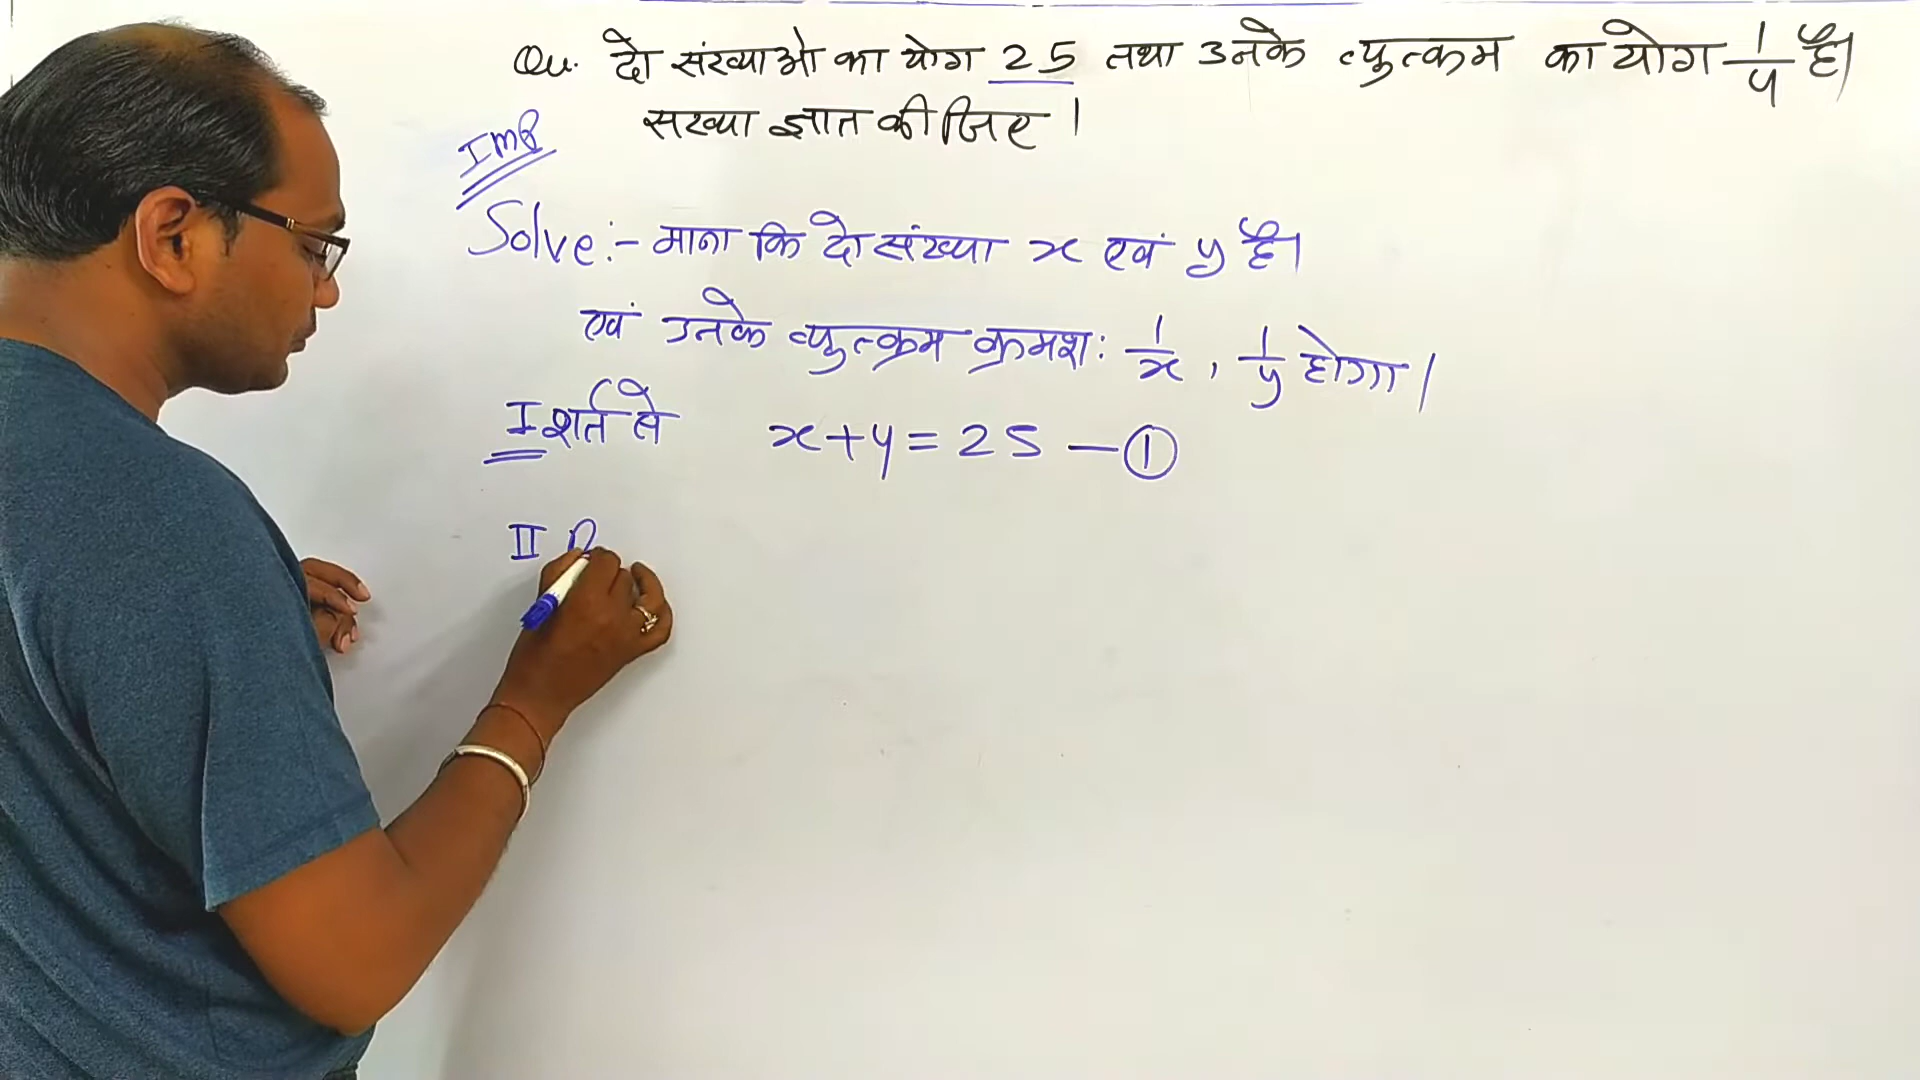 Qu. दो संख्याओ का योग 25 तथा उनके व्युत्क्रम का योग 1/4 है।
सख्या ज्ञात कीजिए।
IMP
Solve:- माना कि दो संख्या x एवं y है।
एवं उनके व्युत्क्रम क्रमश: 1/x, 1/y होगा।
I शर्त से x+y=25 —①
II